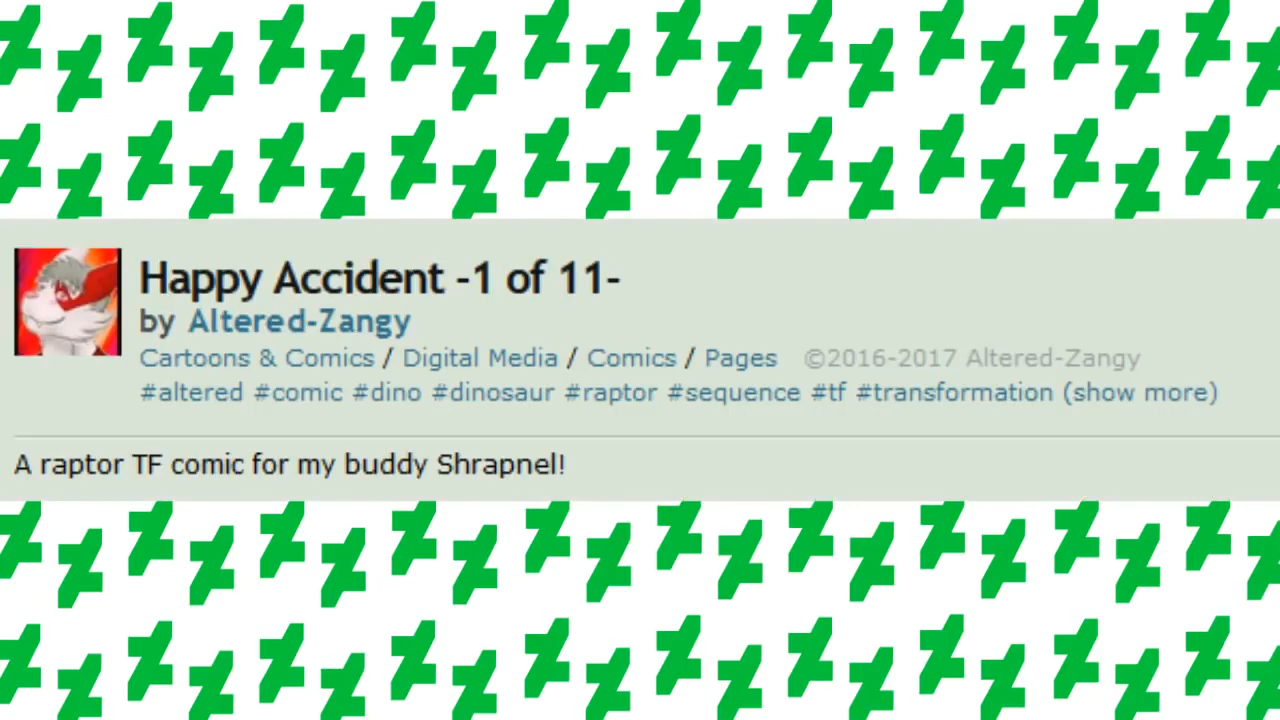 Happy Accident -1 of 11-
by Altered-Zangy
Cartoons & Comics / Digital Media / Comics / Pages ©2016-2017 Altered-Zangy
#altered #comic #dino #dinosaur #raptor #sequence #tf #transformation (show more)
A raptor TF comic for my buddy Shrapnel!